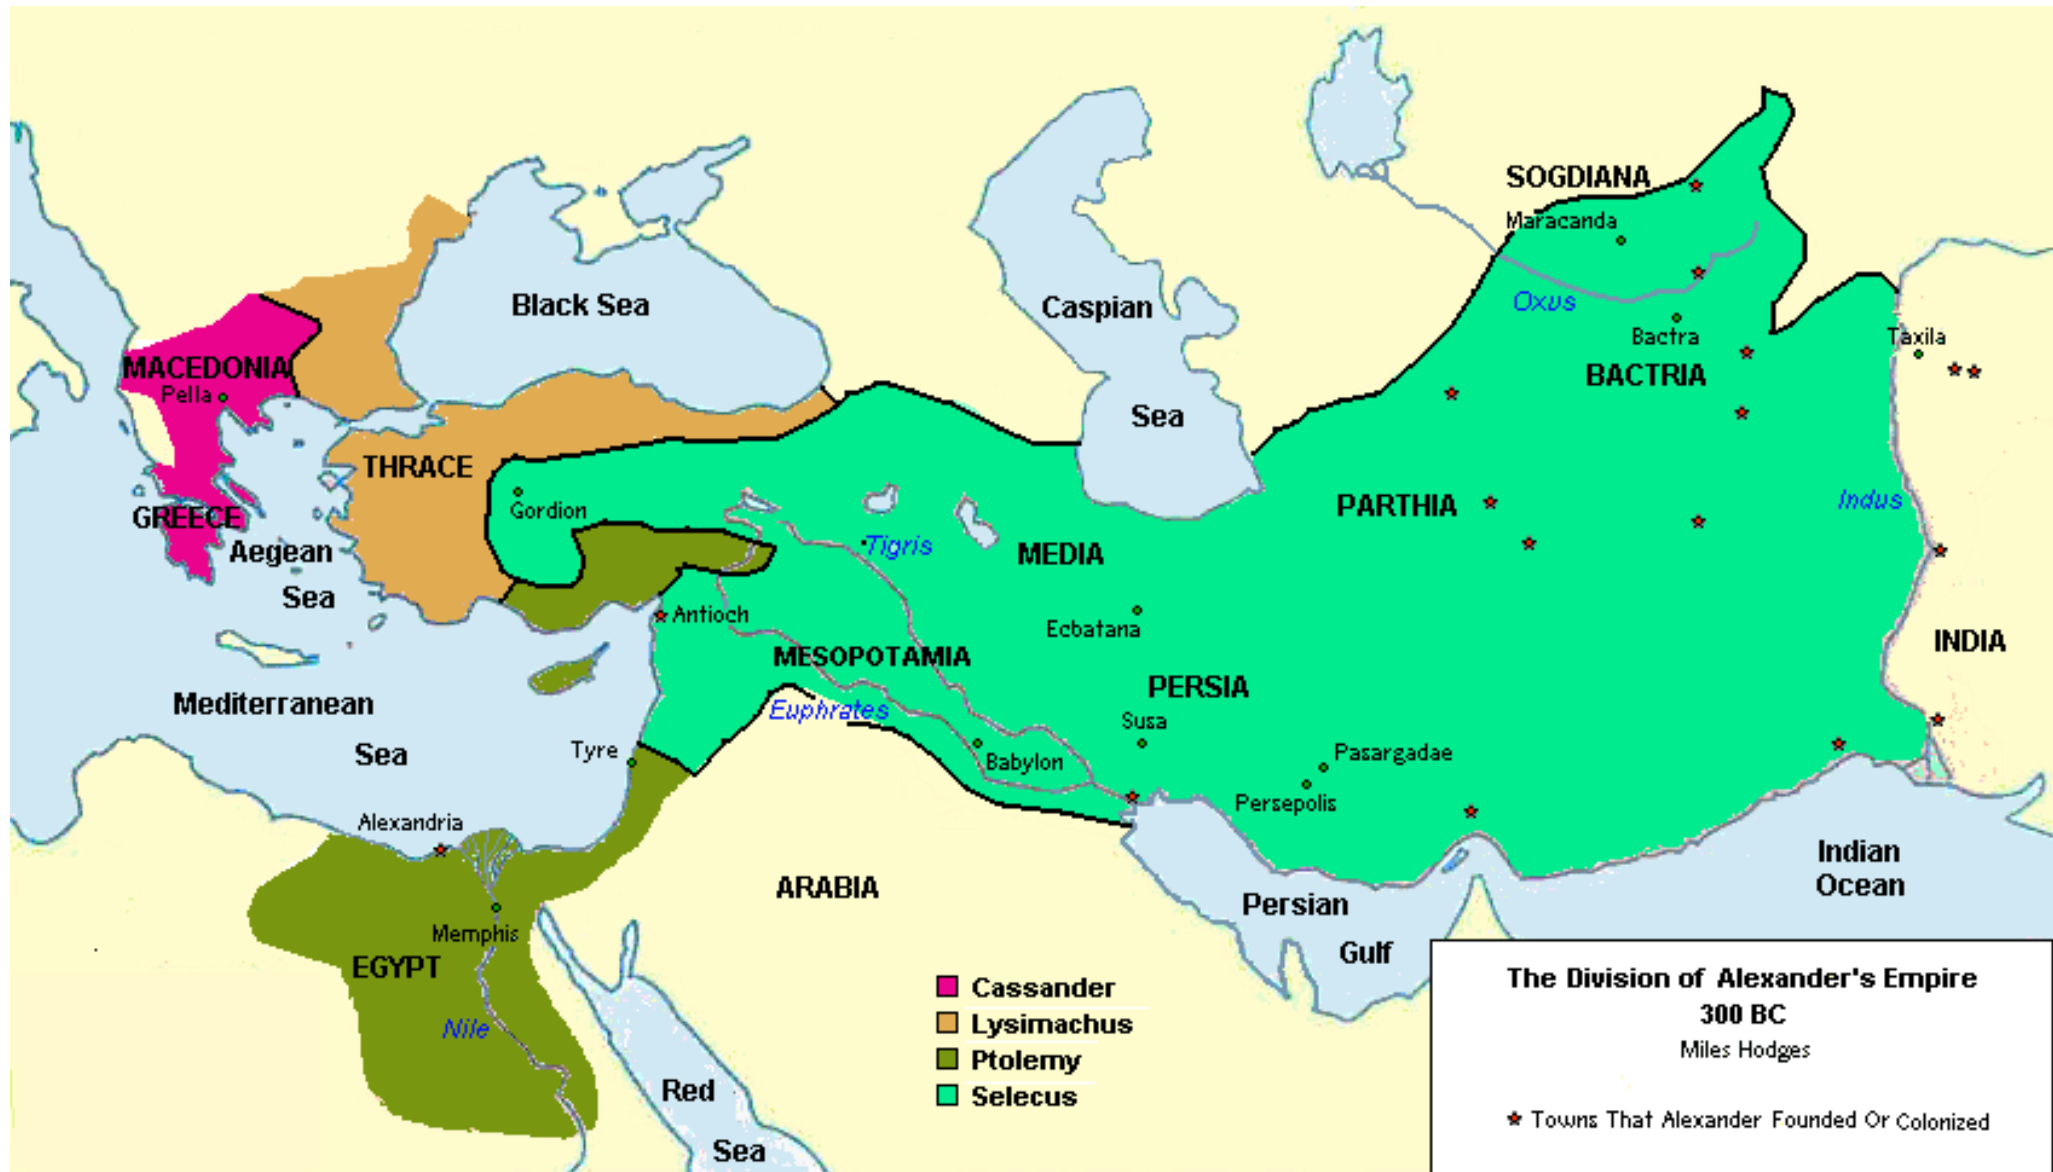 SOGDIANA
Maracanda
Black Sea
Caspian
Sea
Oxus
Bactra
Taxila
BACTRIA
MACEDONIA
Pella
THRACE
Gordion
PARTHIA
Indus
GREECE
Aegean
Sea
Tigris
MEDIA
Antioch
Ecbatana
INDIA
MESOPOTAMIA
PERSIA
Mediterranean
Sea
Euphrates
Susa
Tyre
Babylon
Pasargadae
Persepolis
Alexandria
Indian
Ocean
ARABIA
Persian
Gulf
Memphis
EGYPT
Nile
Red
Sea
Cassander
Lysimachus
Ptolemy
Selecus
The Division of Alexander's Empire
300 BC
Miles Hodges
Towns That Alexander Founded Or Colonized